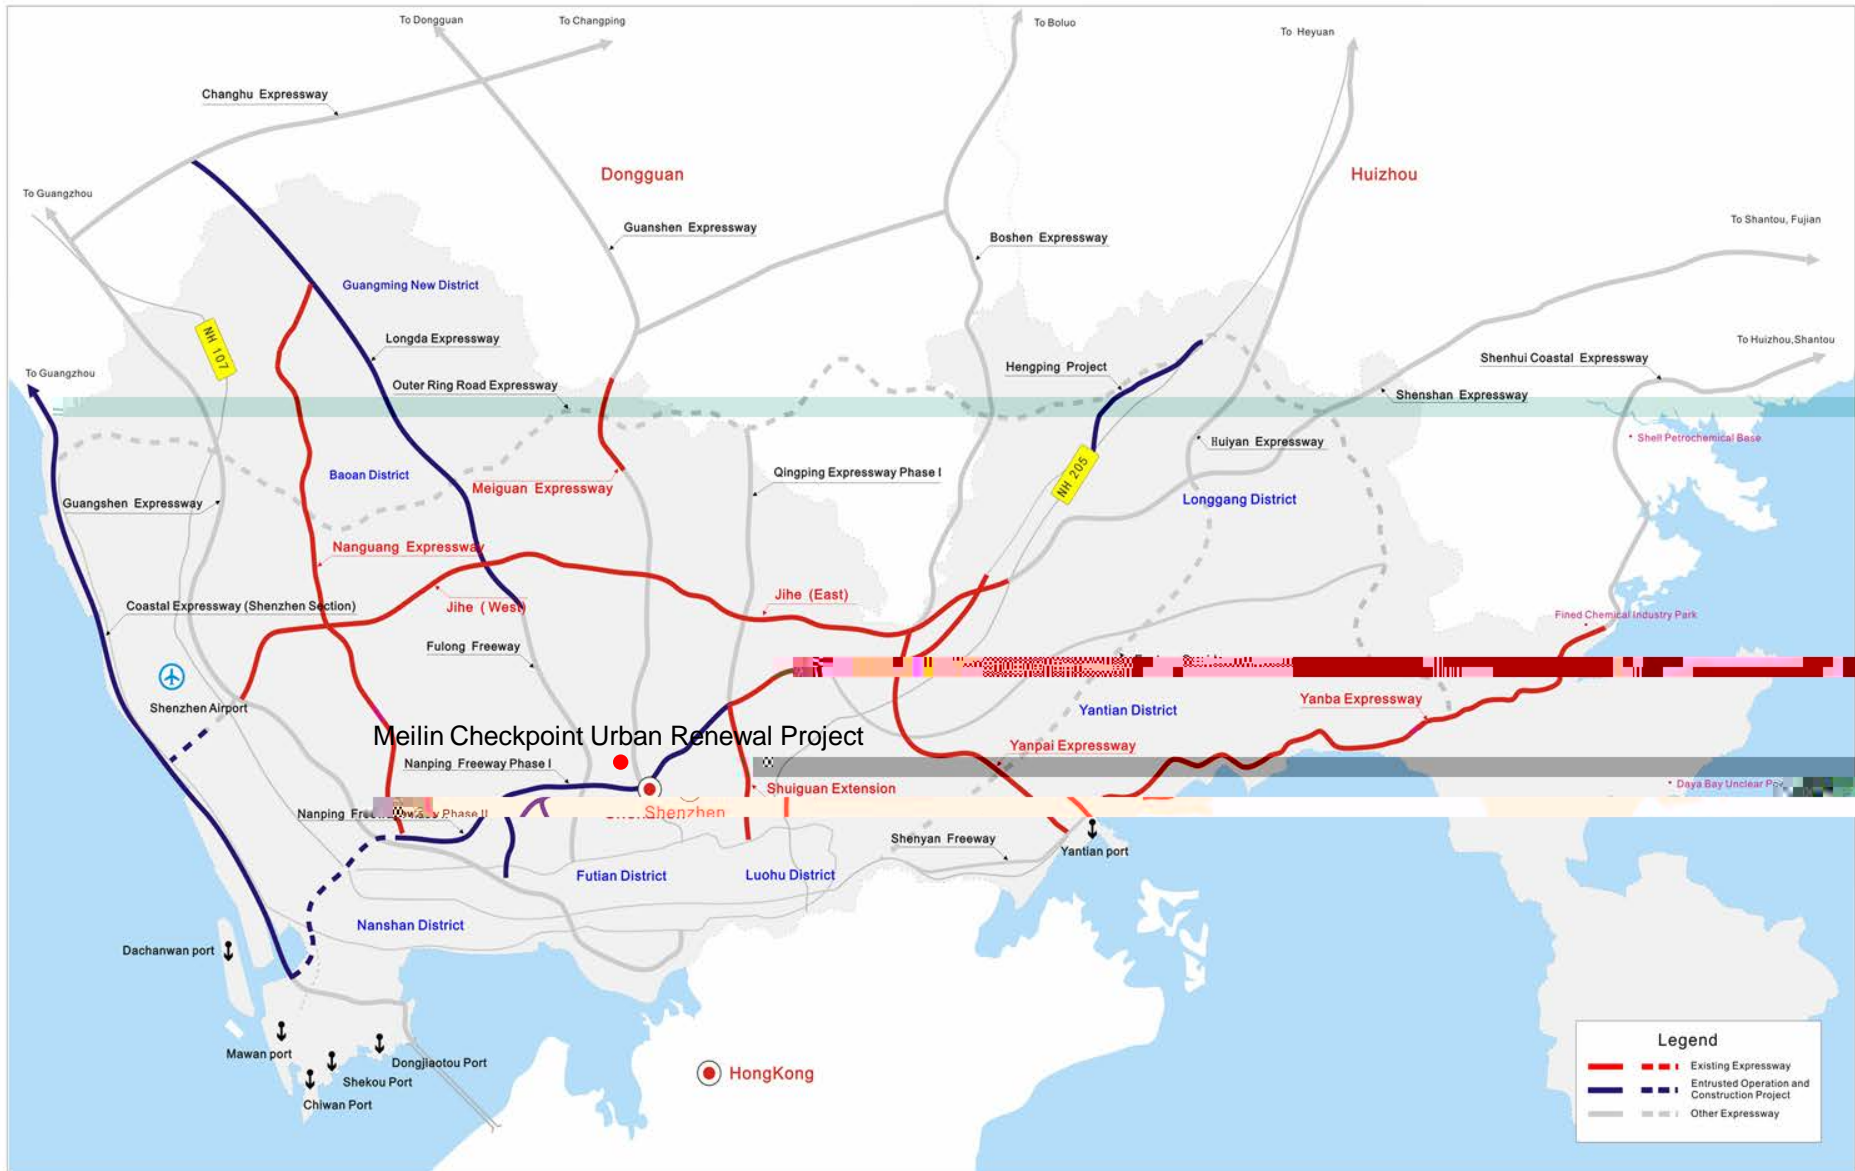 To Dongguan
To Changping
To Boluo
To Heyuan
Changhu Expressway
Dongguan
Huizhou
To Guangzhou
Guanshen Expressway
Boshen Expressway
To Shantou, Fujian
Guangming New District
NH 107
Longda Expressway
To Huizhou,Shantou
Shenhui Coastal Expressway
Hengping Project
To Guangzhou
Outer Ring Road Expressway
Shenshan Expressway
Shell Petrochemical Base
Huiyan Expressway
Baoan District
Meiguan Expressway
Qingping Expressway Phase I
NH 205
Longgang District
Guangshen Expressway
Nanguang Expressway
Jihe (West)
Jihe (East)
Coastal Expressway (Shenzhen Section)
Fined Chemical Industry Park
Fulong Freeway
Shenzhen Airport
Yantian District
Yanba Expressway
Meilin Checkpoint Urban Renewal Project
Yanpai Expressway
Nanping Freeway Phase I
Shuiguan Extension
Daya Bay Unclear
Nanping
Phase II
Shenzhen
Shenyan Freeway
Yantian port
Futian District
Luohu District
Nanshan District
Dachanwan port
Mawan port
Dongjiaotou Port
Shekou Port
Chiwan Port
HongKong
Legend
Existing Expressway
Entrusted Operation and
Construction Project
Other Expressway